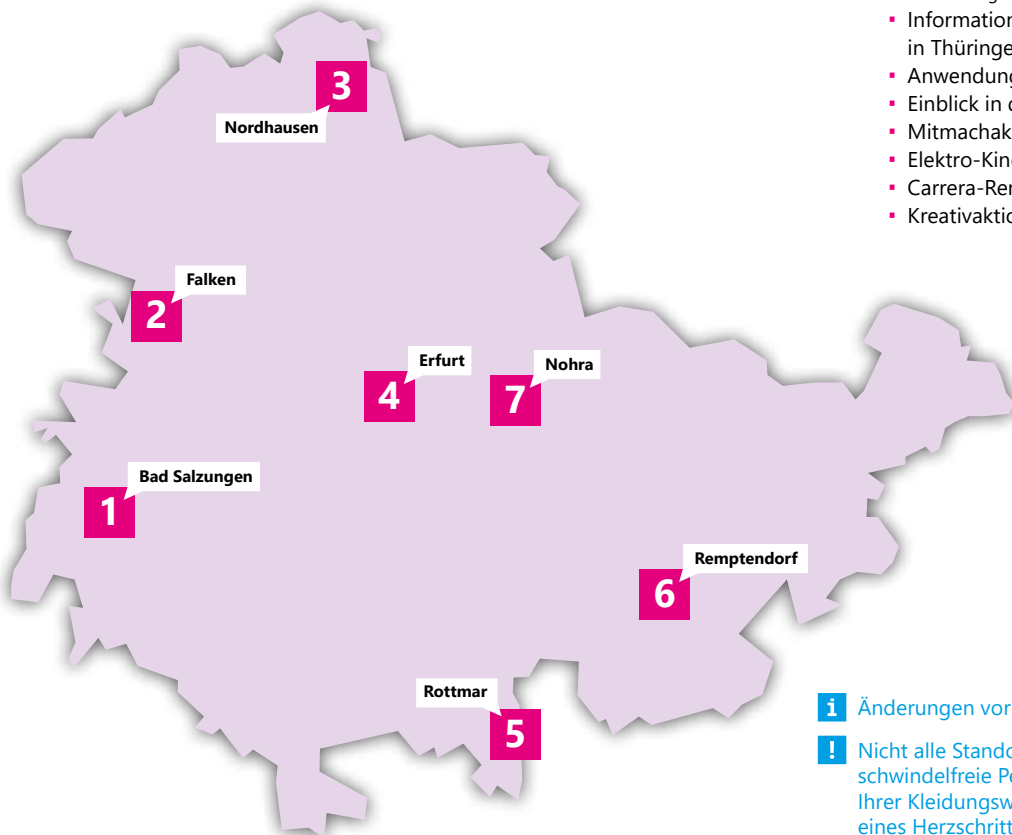 Information
in Thüringe
Anwendung
Einblick in
Mitmachak
Elektro-Kin
Carrera-Re
Kreativaktio
3
Nordhausen
Falken
2
Erfurt
4
Nohra
7
Bad Salzungen
1
Remptendorf
6
Rottmar
5
i Änderungen vor
! Nicht alle Stando
schwindelfreie Pe
Ihrer Kleidungsw
eines Herzschritt